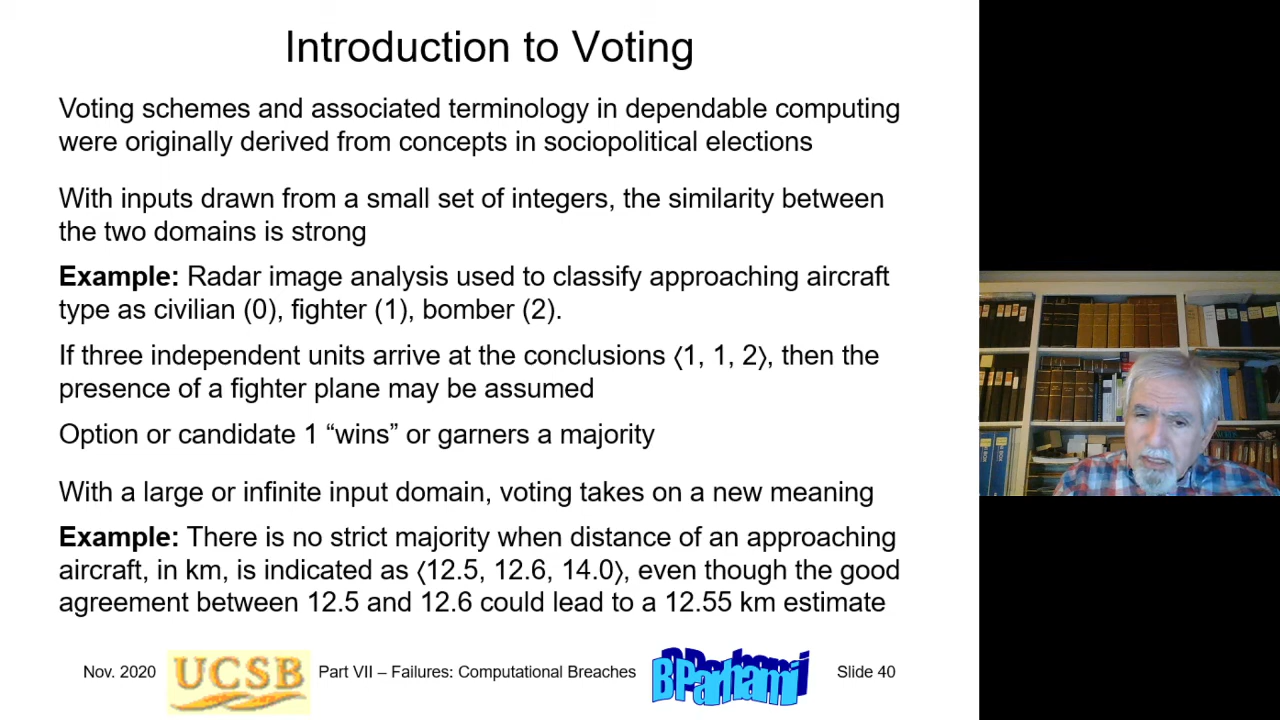 Introduction to Voting
Voting schemes and associated terminology in dependable computing
were originally derived from concepts in sociopolitical elections
With inputs drawn from a small set of integers, the similarity between
the two domains is strong
Example: Radar image analysis used to classify approaching aircraft
type as civilian (0), fighter (1), bomber (2).
If three independent units arrive at the conclusions ⟨1, 1, 2⟩, then the
presence of a fighter plane may be assumed
Option or candidate 1 “wins” or garners a majority
With a large or infinite input domain, voting takes on a new meaning
Example: There is no strict majority when distance of an approaching
aircraft, in km, is indicated as ⟨12.5, 12.6, 14.0⟩, even though the good
agreement between 12.5 and 12.6 could lead to a 12.55 km estimate
Nov. 2020
UCSB
Part VII – Failures: Computational Breaches
B Parhami
Slide 40